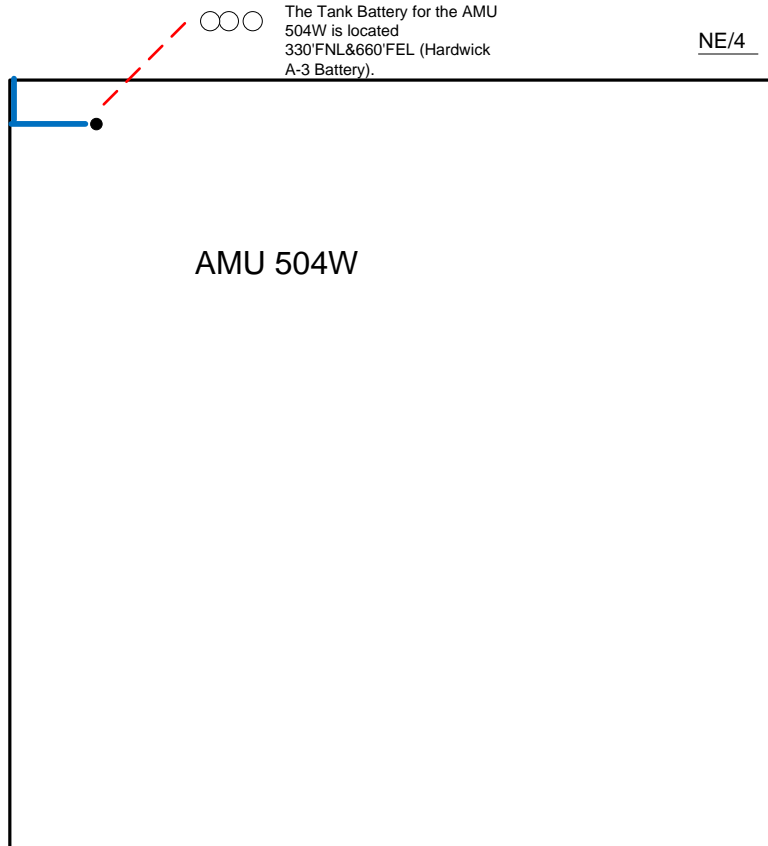 The Tank Battery for the AMU
504W is located
330'FNL&660'FEL (Hardwick
A-3 Battery).
NE/4
AMU 504W